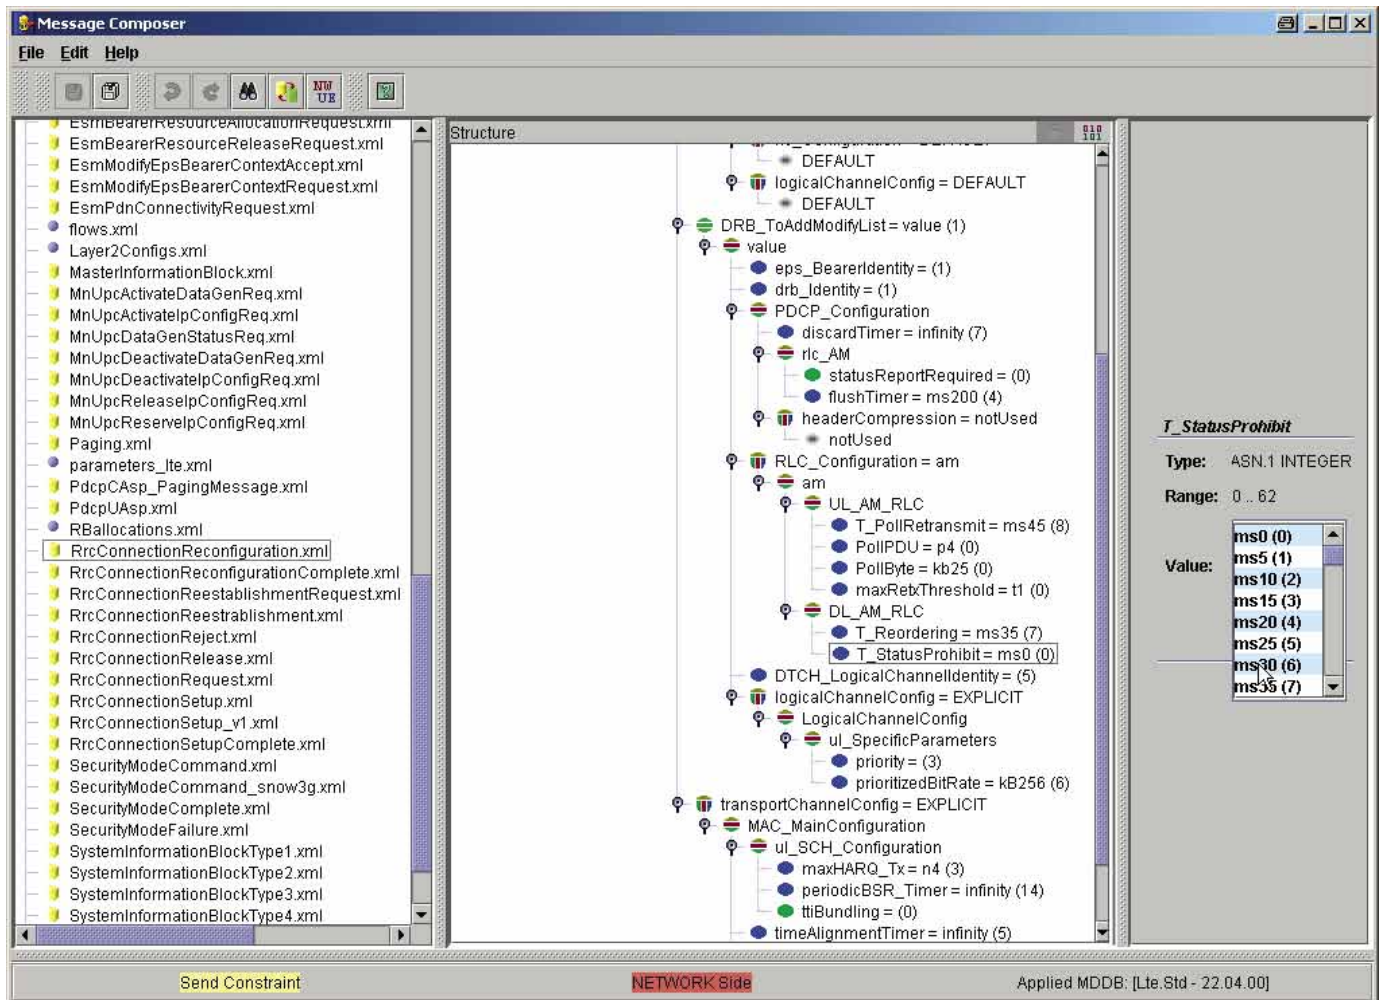 Message Composer
File Edit Help
NW
UE
EsmBearerResourceAllocationRequest.xml
EsmBearerResourceReleaseRequest.xml
EsmModifyEpsBearerContextAccept.xml
EsmModifyEpsBearerContextRequest.xml
EsmPdnConnectivityRequest.xml
flows.xml
Layer2Configs.xml
MasterInformationBlock.xml
MnUpcActivateDataGenReq.xml
MnUpcActivateIpConfigReq.xml
MnUpcDataGenStatusReq.xml
MnUpcDeactivateDataGenReq.xml
MnUpcDeactivateIpConfigReq.xml
MnUpcReleaseIpConfigReq.xml
MnUpcReserveIpConfigReq.xml
Paging.xml
parameters_lte.xml
PdcpCAsp_PagingMessage.xml
PdcpUAsp.xml
RBallocations.xml
RrcConnectionReconfiguration.xml
RrcConnectionReconfigurationComplete.xml
RrcConnectionReestablishmentRequest.xml
RrcConnectionReestrablishment.xml
RrcConnectionReject.xml
RrcConnectionRelease.xml
RrcConnectionRequest.xml
RrcConnectionSetup.xml
RrcConnectionSetup_v1.xml
RrcConnectionSetupComplete.xml
SecurityModeCommand.xml
SecurityModeCommand_snow3g.xml
SecurityModeComplete.xml
SecurityModeFailure.xml
SystemInformationBlockType1.xml
SystemInformationBlockType2.xml
SystemInformationBlockType3.xml
SystemInformationBlockType4.xml
Structure
010
101
DEFAULT
logicalChannelConfig = DEFAULT
DEFAULT
DRB_ToAddModifyList = value (1)
value
eps_BearerIdentity = (1)
drb_Identity = (1)
PDCP_Configuration
discardTimer = infinity (7)
rlc_AM
statusReportRequired = (0)
flushTimer = ms200 (4)
headerCompression = notUsed
notUsed
RLC_Configuration = am
am
UL_AM_RLC
T_PollRetransmit = ms45 (8)
PollPDU = p4 (0)
PollByte = kb25 (0)
maxRetxThreshold = t1 (0)
DL_AM_RLC
T_Reordering = ms35 (7)
T_StatusProhibit = ms0 (0)
DTCH_LogicalChannelIdentity = (5)
logicalChannelConfig = EXPLICIT
LogicalChannelConfig
ul_SpecificParameters
priority = (3)
prioritizedBitRate = kB256 (6)
transportChannelConfig = EXPLICIT
MAC_MainConfiguration
ul_SCH_Configuration
maxHARQ_Tx = n4 (3)
periodicBSR_Timer = infinity (14)
ttiBundling = (0)
timeAlignmentTimer = infinity (5)
T_StatusProhibit
Type: ASN.1 INTEGER
Range: 0 .. 62
Value:
ms0 (0)
ms5 (1)
ms10 (2)
ms15 (3)
ms20 (4)
ms25 (5)
ms30 (6)
ms35 (7)
Send Constraint
NETWORK Side
Applied MDDB: [Lte.Std - 22.04.00]